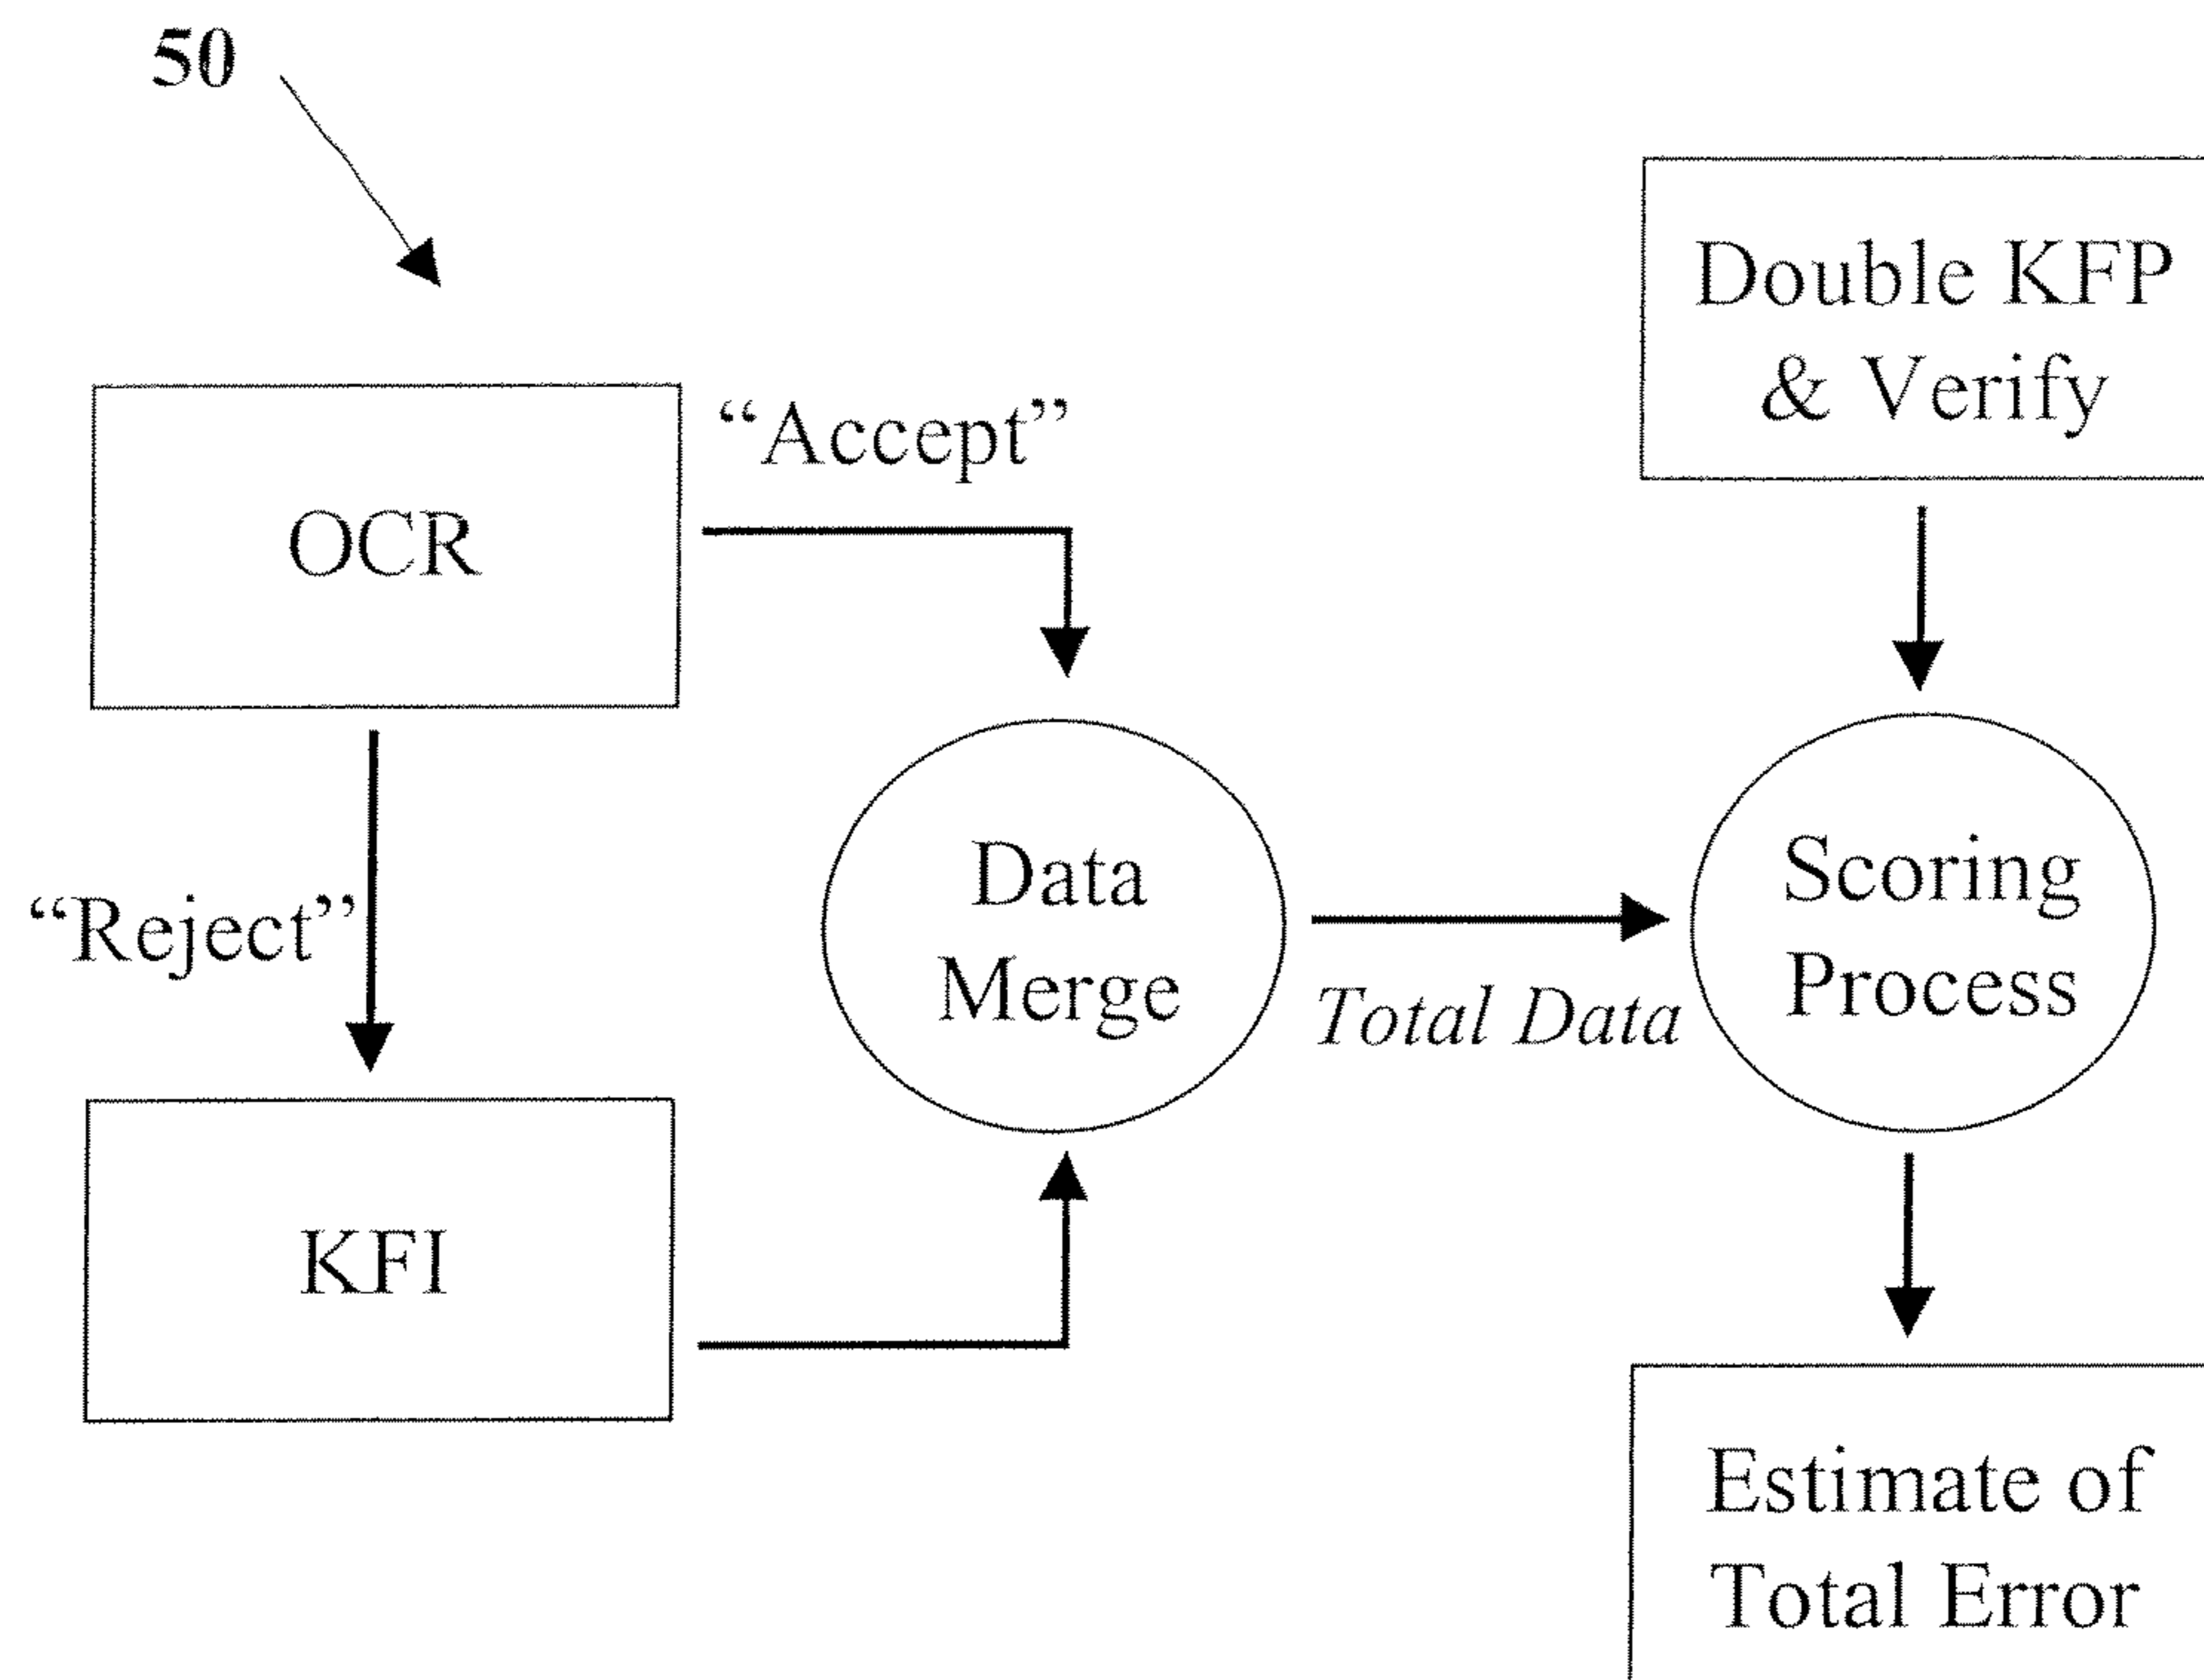 50
Double KFP
& Verify
“Accept”
OCR
Data
Merge
Scoring
Process
“Reject”
Total Data
KFI
Estimate of
Total Error